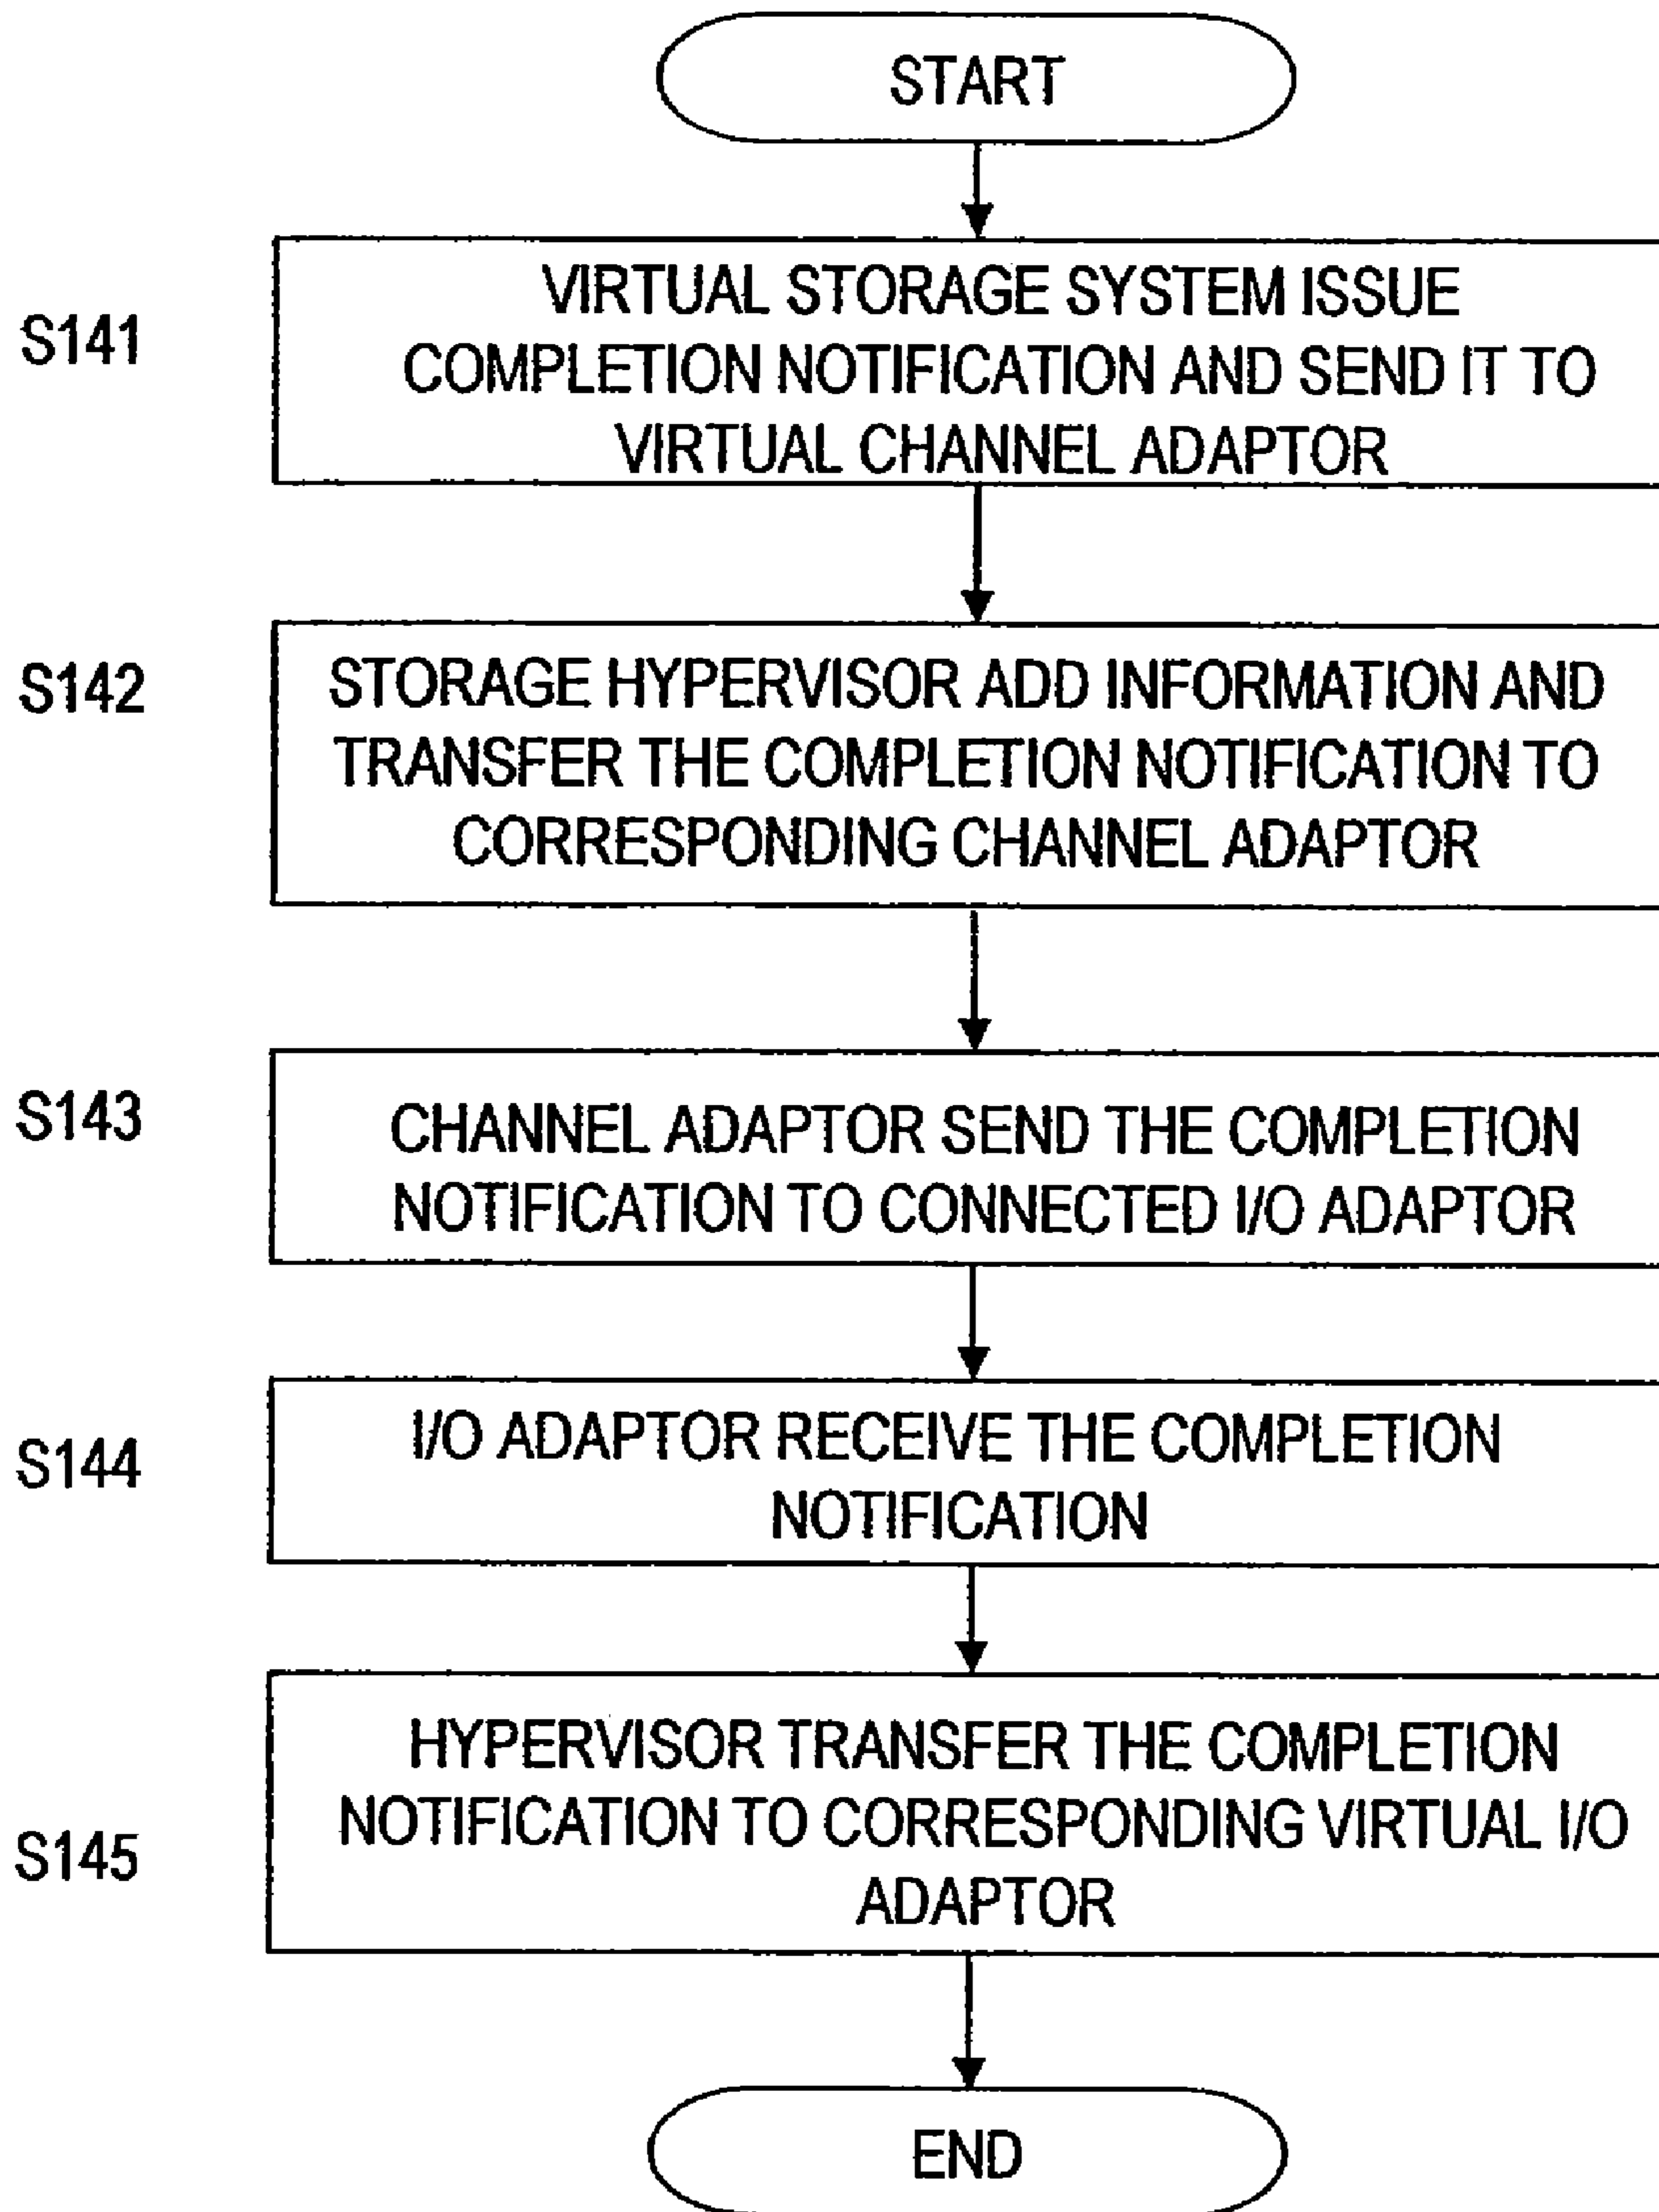 START
S141
VIRTUAL STORAGE SYSTEM ISSUE
COMPLETION NOTIFICATION AND SEND IT TO
VIRTUAL CHANNEL ADAPTOR
S142
STORAGE HYPERVISOR ADD INFORMATION AND
TRANSFER THE COMPLETION NOTIFICATION TO
CORRESPONDING CHANNEL ADAPTOR
S143
CHANNEL ADAPTOR SEND THE COMPLETION
NOTIFICATION TO CONNECTED I/O ADAPTOR
S144
I/O ADAPTOR RECEIVE THE COMPLETION
NOTIFICATION
S145
HYPERVISOR TRANSFER THE COMPLETION
NOTIFICATION TO CORRESPONDING VIRTUAL I/O
ADAPTOR
END